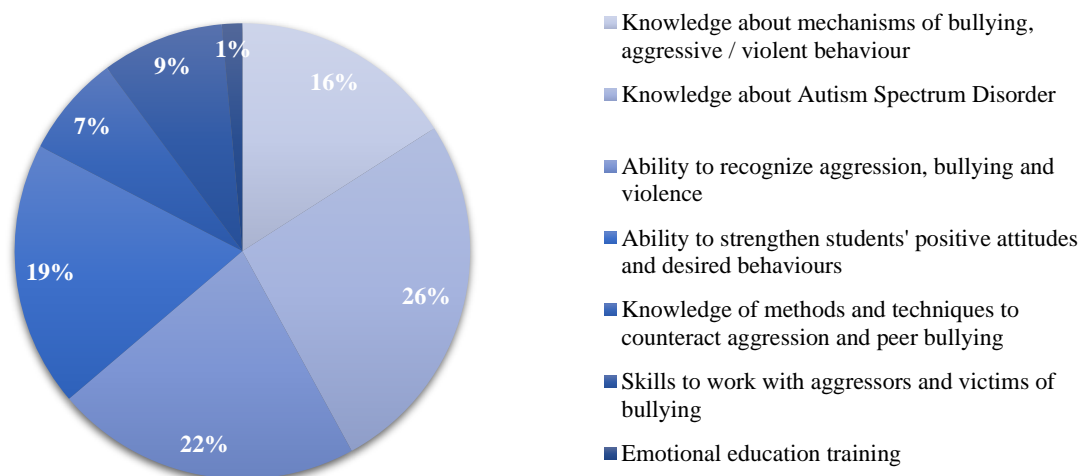 1%
9%
16%
7%
19%
26%
22%
Knowledge about mechanisms of bullying,
aggressive / violent behaviour
Knowledge about Autism Spectrum Disorder
Ability to recognize aggression, bullying and
violence
Ability to strengthen students' positive attitudes
and desired behaviours
Knowledge of methods and techniques to
counteract aggression and peer bullying
Skills to work with aggressors and victims of
bullying
Emotional education training